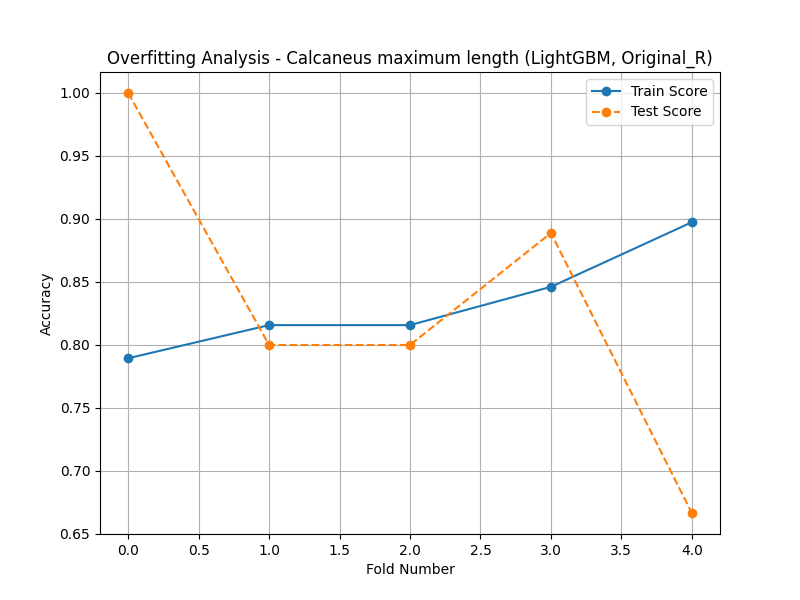 Overfitting Analysis - Calcaneus maximum length (LightGBM, Original_R)
Train Score
Test Score
1.00
0.95
0.90
0.85
0.80
0.75
0.70
0.65
Accuracy
0.0 0.5 1.0 1.5 2.0 2.5 3.0 3.5 4.0
Fold Number